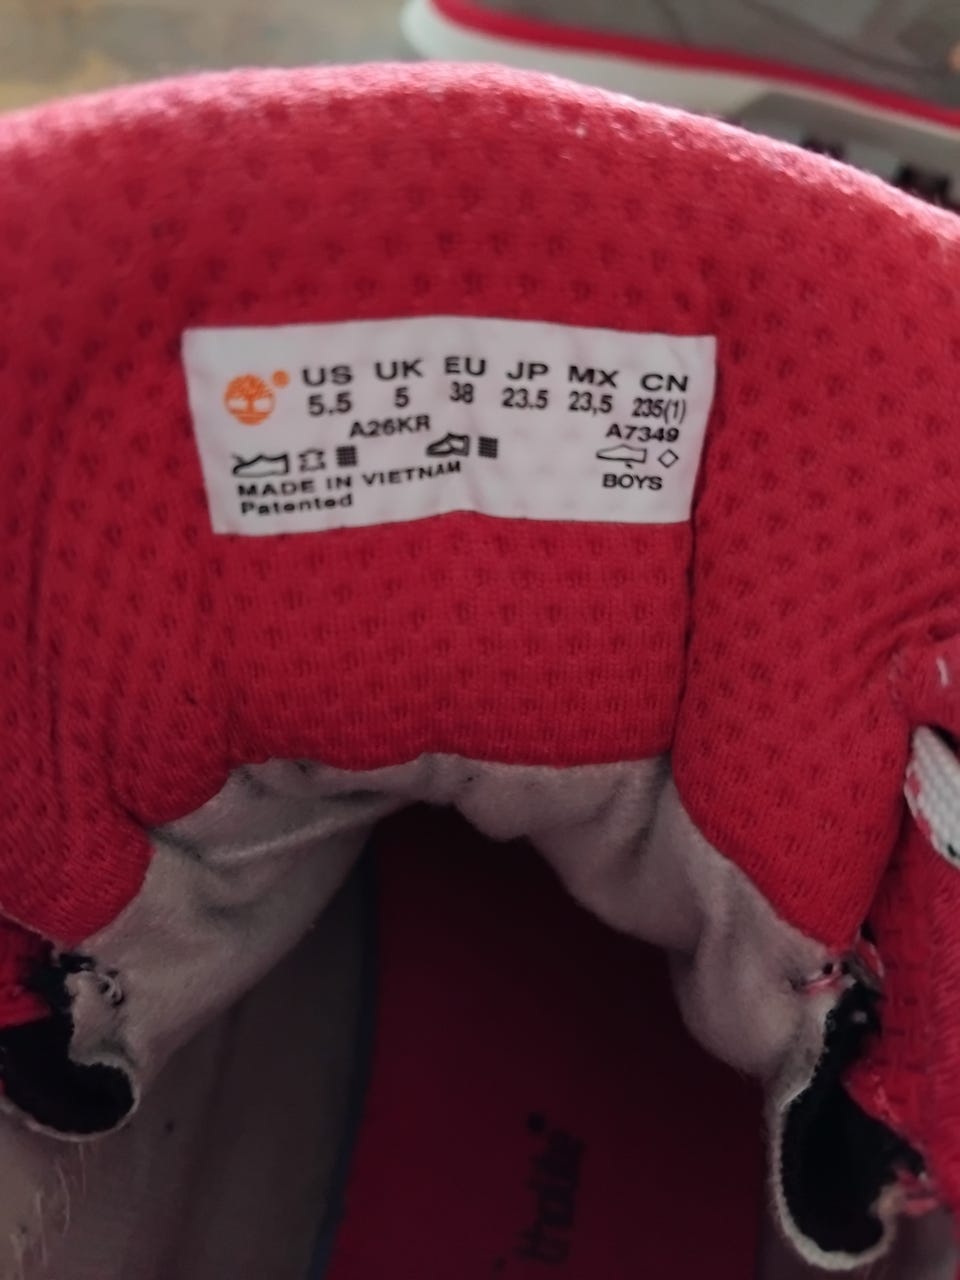 US UK EU JP MX CN
5.5 5 38 23.5 23,5 235(1)
A26KR A7349
MADE IN VIETNAM BOYS
Patented